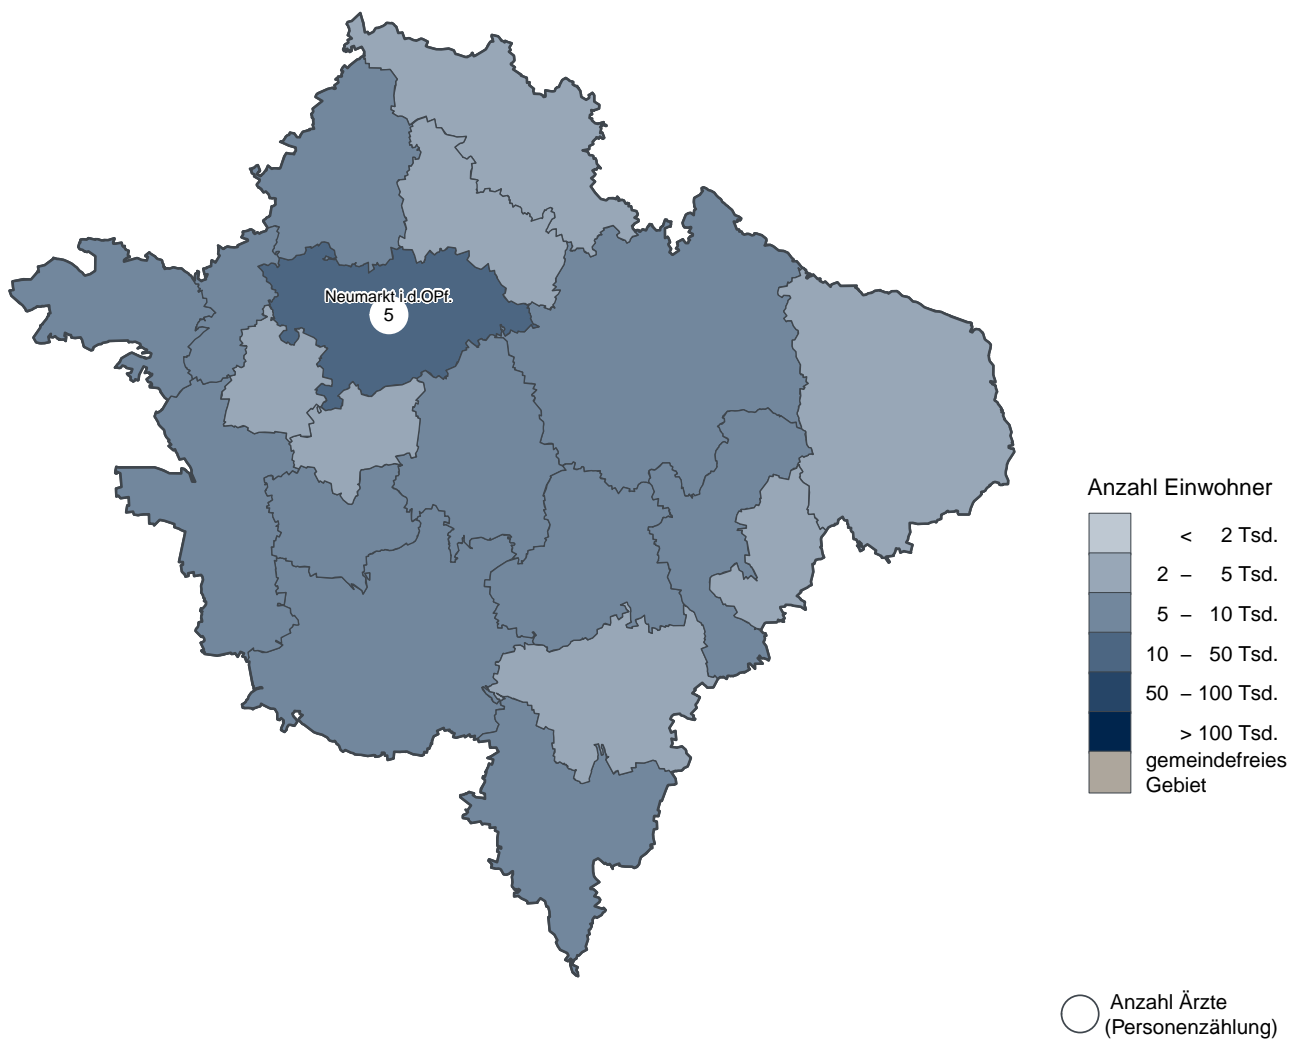 Neumarkt i.d.OPf.
5
Anzahl Einwohner
< 2 Tsd.
2 – 5 Tsd.
5 – 10 Tsd.
10 – 50 Tsd.
50 – 100 Tsd.
> 100 Tsd.
gemeindefreies
Gebiet
Anzahl Ärzte
(Personenzählung)